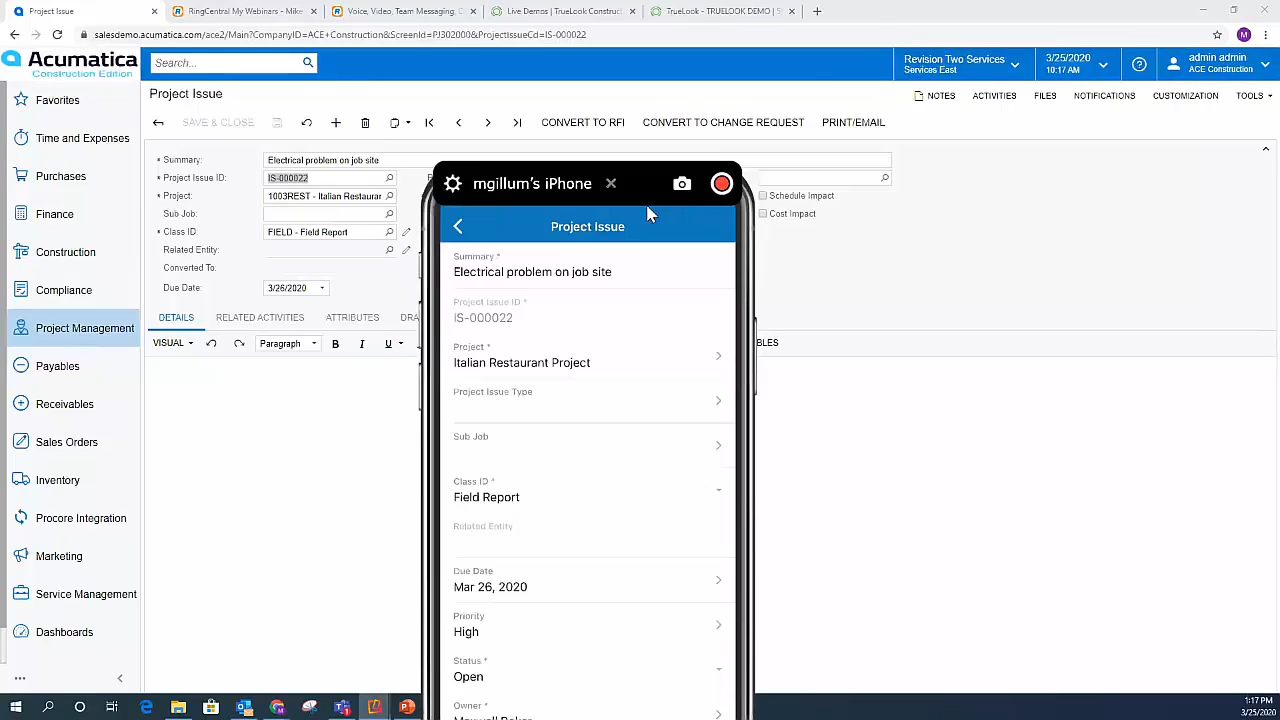 Project Issue
RingCentral My Webinars - Mike
Voice, Video, Team Messaging, C
Live Demos | TrueLook Construct
TrueLook - TRUELOOK DEMO | 5
salesdemo.acumatica.com/ace2/Main?CompanyID=ACE+Construction&ScreenId=PJ302000&ProjectIssueCd=IS-000022
M
Acumatica
Construction Edition
Search...
Revision Two Services
Services East
3/25/2020
10:17 AM
admin admin
ACE Construction
Favorites
Time and Expenses
Purchases
Finance
Construction
Compliance
Project Management
Payables
Receivables
Sales Orders
Inventory
Procore Integration
Marketing
Service Management
Dashboards
Project Issue
NOTES
ACTIVITIES
FILES
NOTIFICATIONS
CUSTOMIZATION
TOOLS
SAVE & CLOSE
CONVERT TO RFI
CONVERT TO CHANGE REQUEST
PRINT/EMAIL
* Summary: Electrical problem on job site
* Project Issue ID: IS-000022
* Project: 1003REST - Italian Restaurar
Sub Job:
* Class ID: FIELD - Field Report
Related Entity:
Converted To:
Due Date: 3/26/2020
Schedule Impact
Cost Impact
DETAILS
RELATED ACTIVITIES
ATTRIBUTES
DRA
VISUAL
Paragraph
B
I
U
BLES
mgillum's iPhone
Project Issue
Summary *
Electrical problem on job site
Project Issue ID *
IS-000022
Project *
Italian Restaurant Project
Project Issue Type
Sub Job
Class ID *
Field Report
Related Entity
Due Date
Mar 26, 2020
Priority
High
Status *
Open
Owner *
1:17 PM
3/25/2020